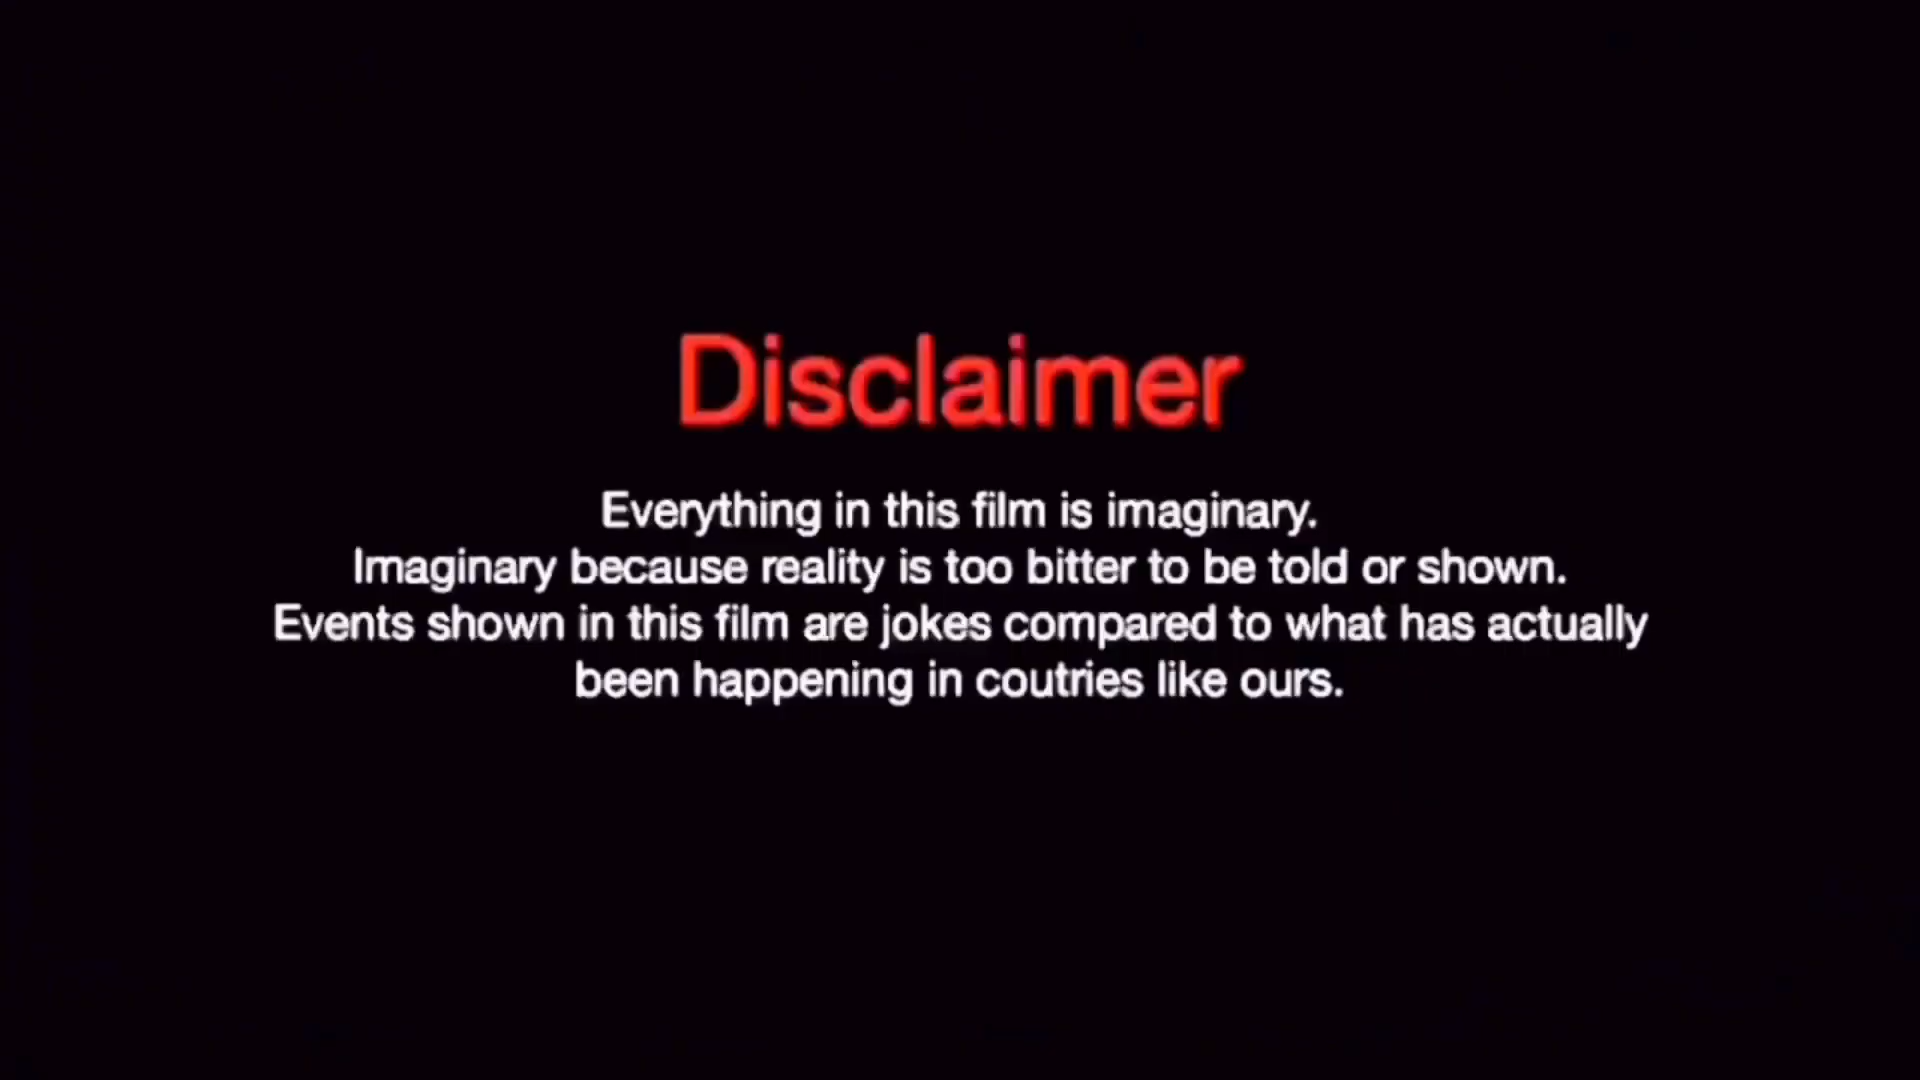 Disclaimer
Everything in this film is imaginary.
Imaginary because reality is too bitter to be told or shown.
Events shown in this film are jokes compared to what has actually
been happening in coutries like ours.